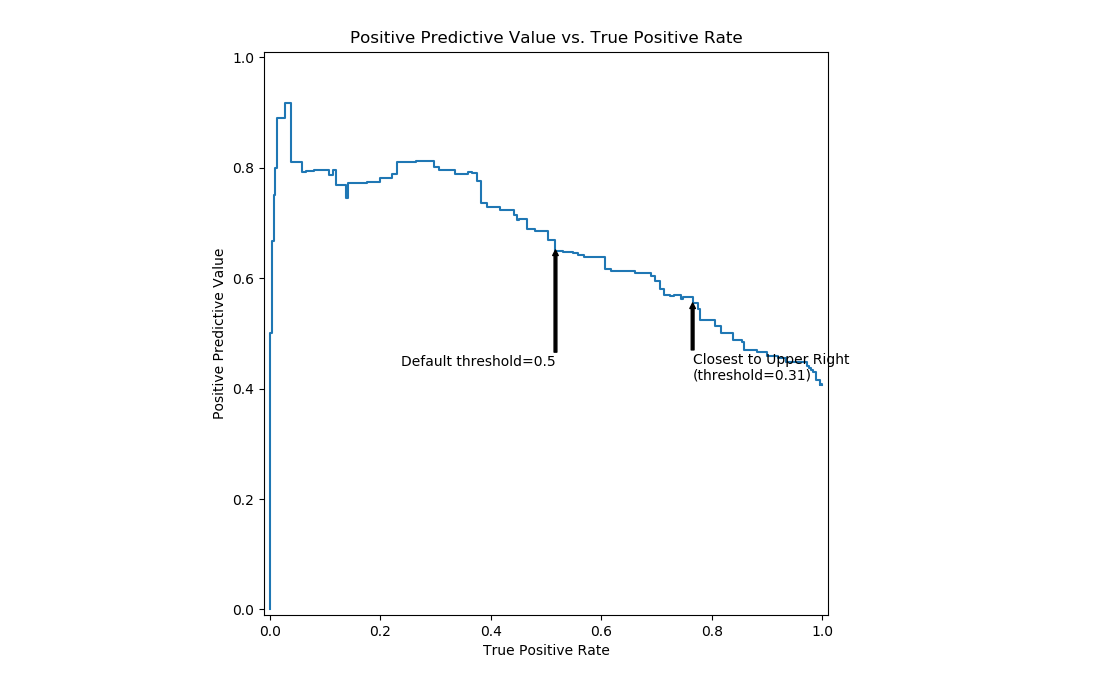 Positive Predictive Value vs. True Positive Rate
1.0
0.8
0.6
0.4
0.2
0.0
Positive Predictive Value
Default threshold=0.5
Closest to Upper Right
(threshold=0.31)
0.0 0.2 0.4 0.6 0.8 1.0
True Positive Rate